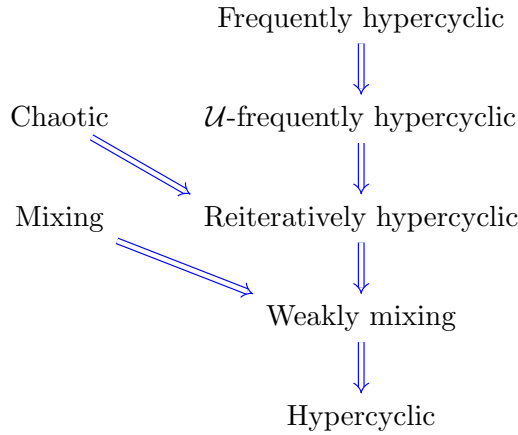 Frequently hypercyclic
Chaotic
𝒰-frequently hypercyclic
Mixing
Reiteratively hypercyclic
Weakly mixing
Hypercyclic